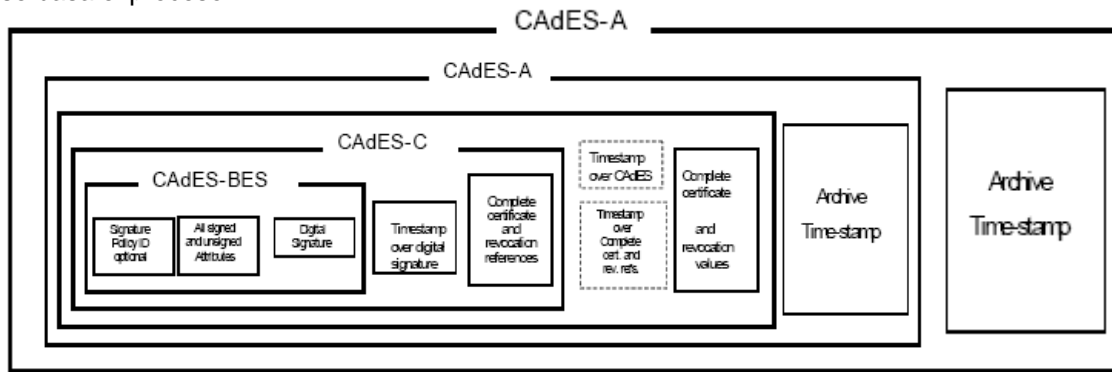 CAdES-A
CAdES-A
CAdES-C
CAdES-BES
Signature
Policy ID
optional
All signed
and unsigned
Attributes
Digital
Signature
Timestamp
over digital
signature
Complete
certificate
and
revocation
references
Timestamp
over CAdES
Timestamp
over
Complete
cert. and
rev. refs.
Complete
certificate
and
revocation
values
Archive
Time-stamp
Archive
Time-stamp